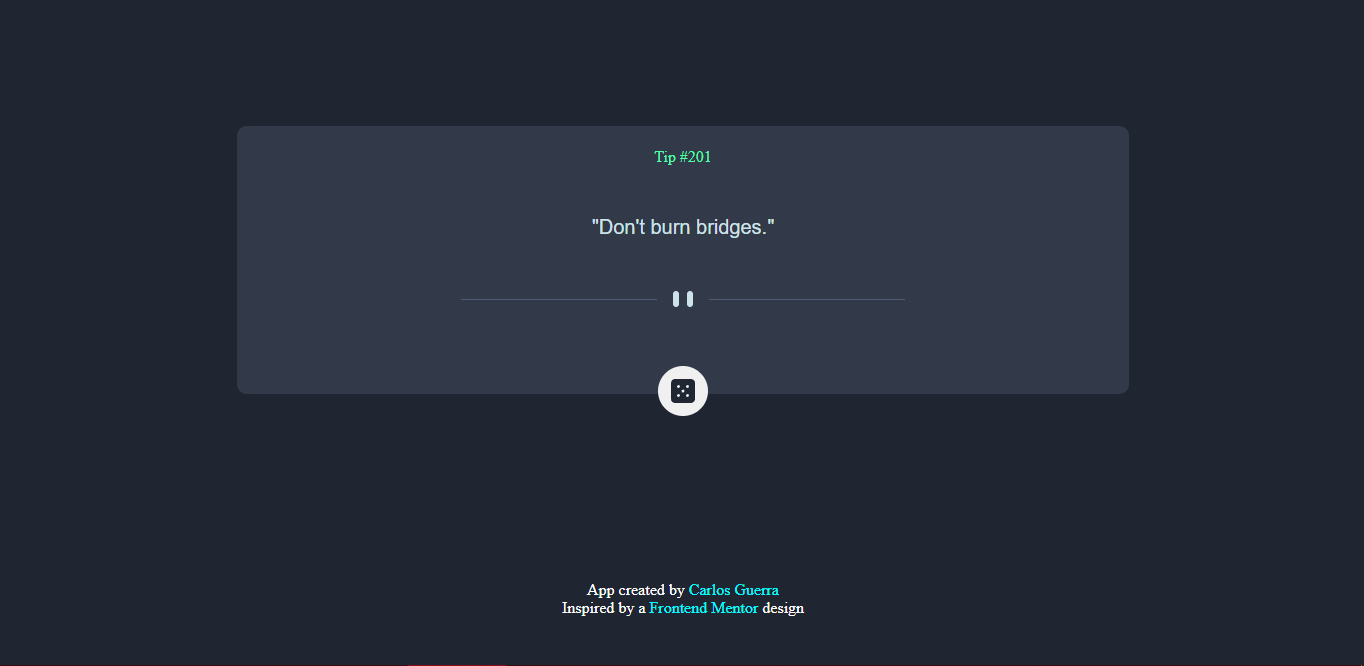 Tip #201
"Don't burn bridges."
App created by Carlos Guerra
Inspired by a Frontend Mentor design